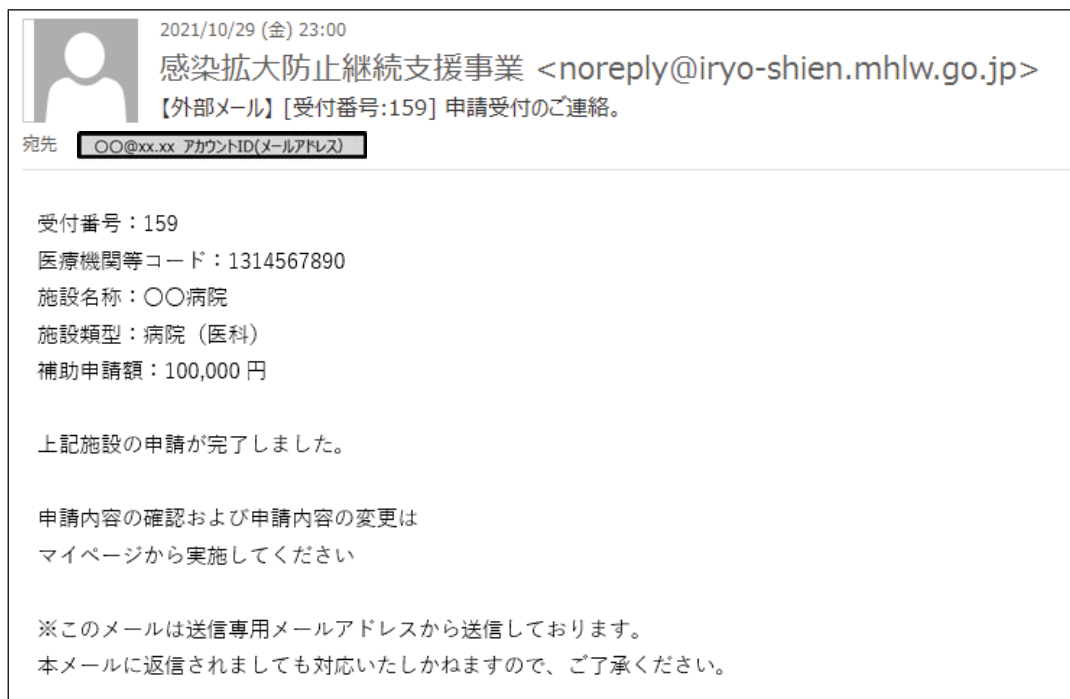 2021/10/29 (金) 23:00
感染拡大防止継続支援事業 <noreply@iryo-shien.mhlw.go.jp>
【外部メール】[受付番号:159] 申請受付のご連絡。
宛先 〇〇@xx.xx アカウントID(メールアドレス)
受付番号：159
医療機関等コード：1314567890
施設名称：〇〇病院
施設類型：病院（医科）
補助申請額：100,000 円
上記施設の申請が完了しました。
申請内容の確認および申請内容の変更は
マイページから実施してください
※このメールは送信専用メールアドレスから送信しております。
本メールに返信されましても対応いたしかねますので、ご了承ください。